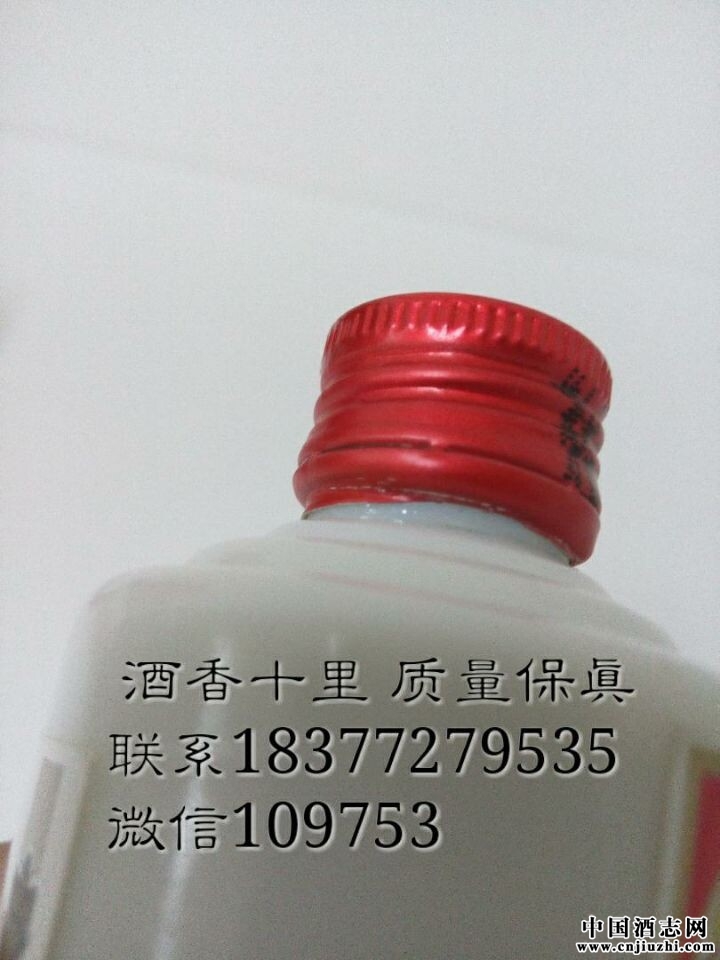 酒香十里 质量保眞
联系18377279535
微信109753
中国酒志网
www.cnjiuzhi.com